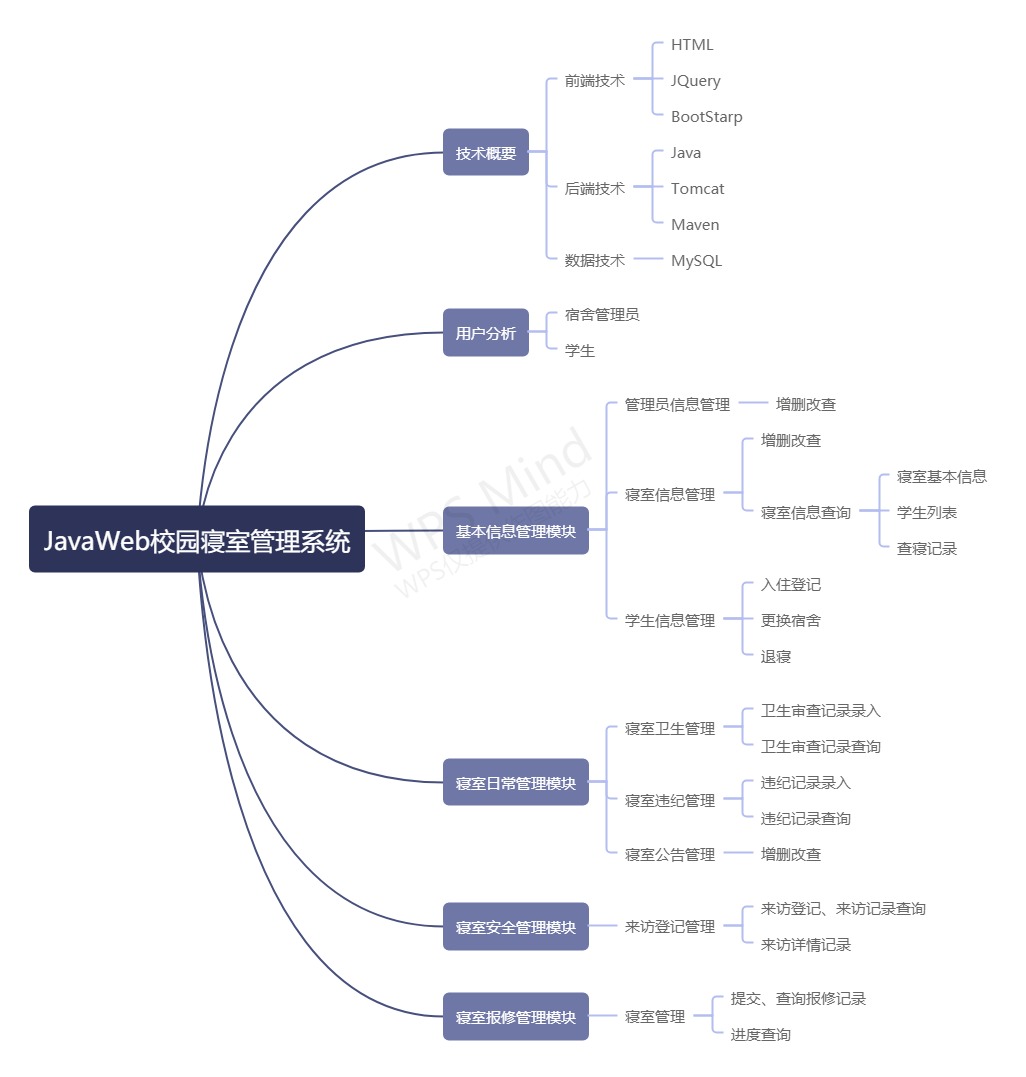 JavaWeb校园寝室管理系统
技术概要
前端技术
HTML
JQuery
BootStarp
后端技术
Java
Tomcat
Maven
数据技术
MySQL
用户分析
宿舍管理员
学生
基本信息管理模块
管理员信息管理
增删改查
寝室信息管理
增删改查
寝室信息查询
寝室基本信息
学生列表
查寝记录
学生信息管理
入住登记
更换宿舍
退寝
寝室日常管理模块
寝室卫生管理
卫生审查记录录入
卫生审查记录查询
寝室违纪管理
违纪记录录入
违纪记录查询
寝室公告管理
增删改查
寝室安全管理模块
来访登记管理
来访登记、来访记录查询
来访详情记录
寝室报修管理模块
寝室管理
提交、查询报修记录
进度查询
WPS Mind